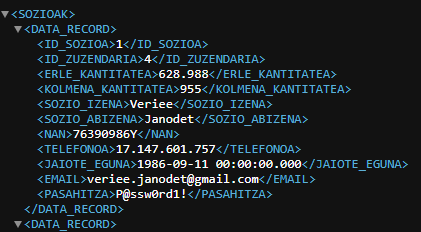 ▼<SOZIOAK>
▼<DATA_RECORD>
<ID_SOZIOA>1</ID_SOZIOA>
<ID_ZUZENDARIA>4</ID_ZUZENDARIA>
<ERLE_KANTITATEA>628.988</ERLE_KANTITATEA>
<KOLMENA_KANTITATEA>955</KOLMENA_KANTITATEA>
<SOZIO_IZENA>Veriee</SOZIO_IZENA>
<SOZIO_ABIZENA>Janodet</SOZIO_ABIZENA>
<NAN>76390986Y</NAN>
<TELEFONOA>17.147.601.757</TELEFONOA>
<JAIOTE_EGUNA>1986-09-11 00:00:00.000</JAIOTE_EGUNA>
<EMAIL>veriee.janodet@gmail.com</EMAIL>
<PASAHITZA>P@ssw0rd1!</PASAHITZA>
</DATA_RECORD>
▼<DATA_RECORD>